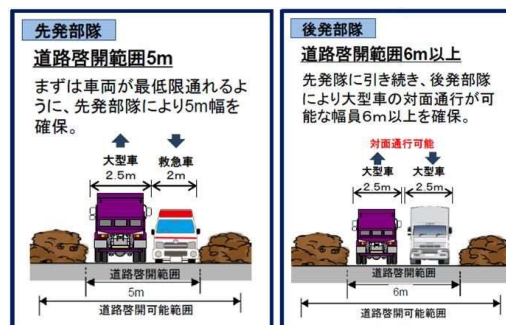 先発部隊
道路啓開範囲5m
まずは車両が最低限通れるよ
うに、先発部隊により5m幅を
確保。
大型車
2.5m
救急車
2m
道路啓開範囲
5m
道路啓開可能範囲
後発部隊
道路啓開範囲6m以上
先発隊に引き続き、後発部隊
により大型車の対面通行が可
能な幅員6m以上を確保。
対面通行可能
大型車
2.5m
大型車
2.5m
道路啓開範囲
6m
道路啓開可能範囲